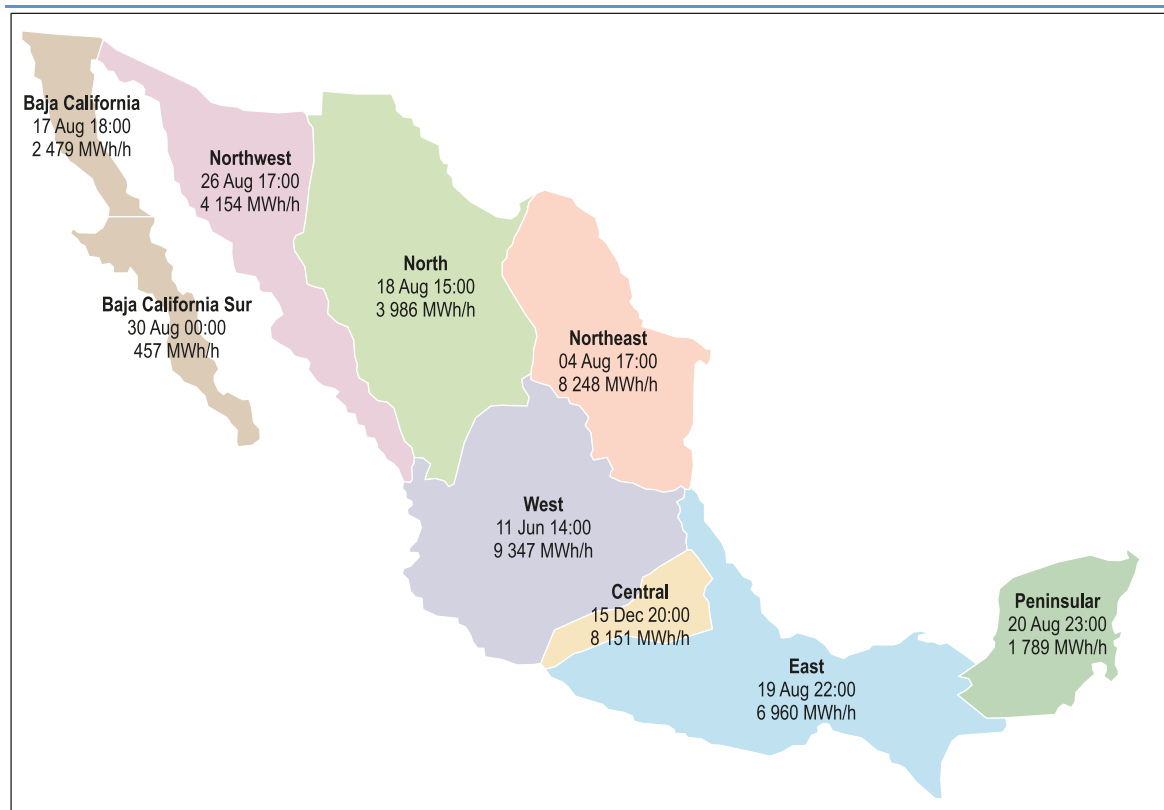 Baja California
17 Aug 18:00
2 479 MWh/h
Northwest
26 Aug 17:00
4 154 MWh/h
North
18 Aug 15:00
3 986 MWh/h
Baja California Sur
30 Aug 00:00
457 MWh/h
Northeast
04 Aug 17:00
8 248 MWh/h
West
11 Jun 14:00
9 347 MWh/h
Central
15 Dec 20:00
8 151 MWh/h
Peninsular
20 Aug 23:00
1 789 MWh/h
East
19 Aug 22:00
6 960 MWh/h